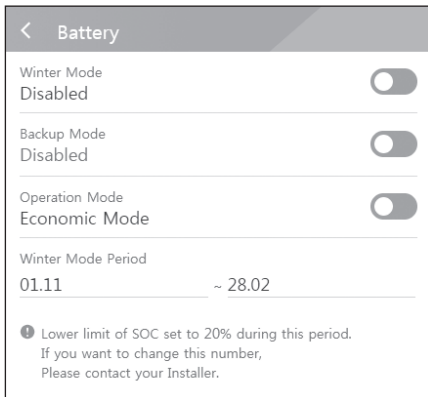 Battery
Winter Mode
Disabled
Backup Mode
Disabled
Operation Mode
Economic Mode
Winter Mode Period
01.11 ~ 28.02
Lower limit of SOC set to 20% during this period.
If you want to change this number,
Please contact your Installer.